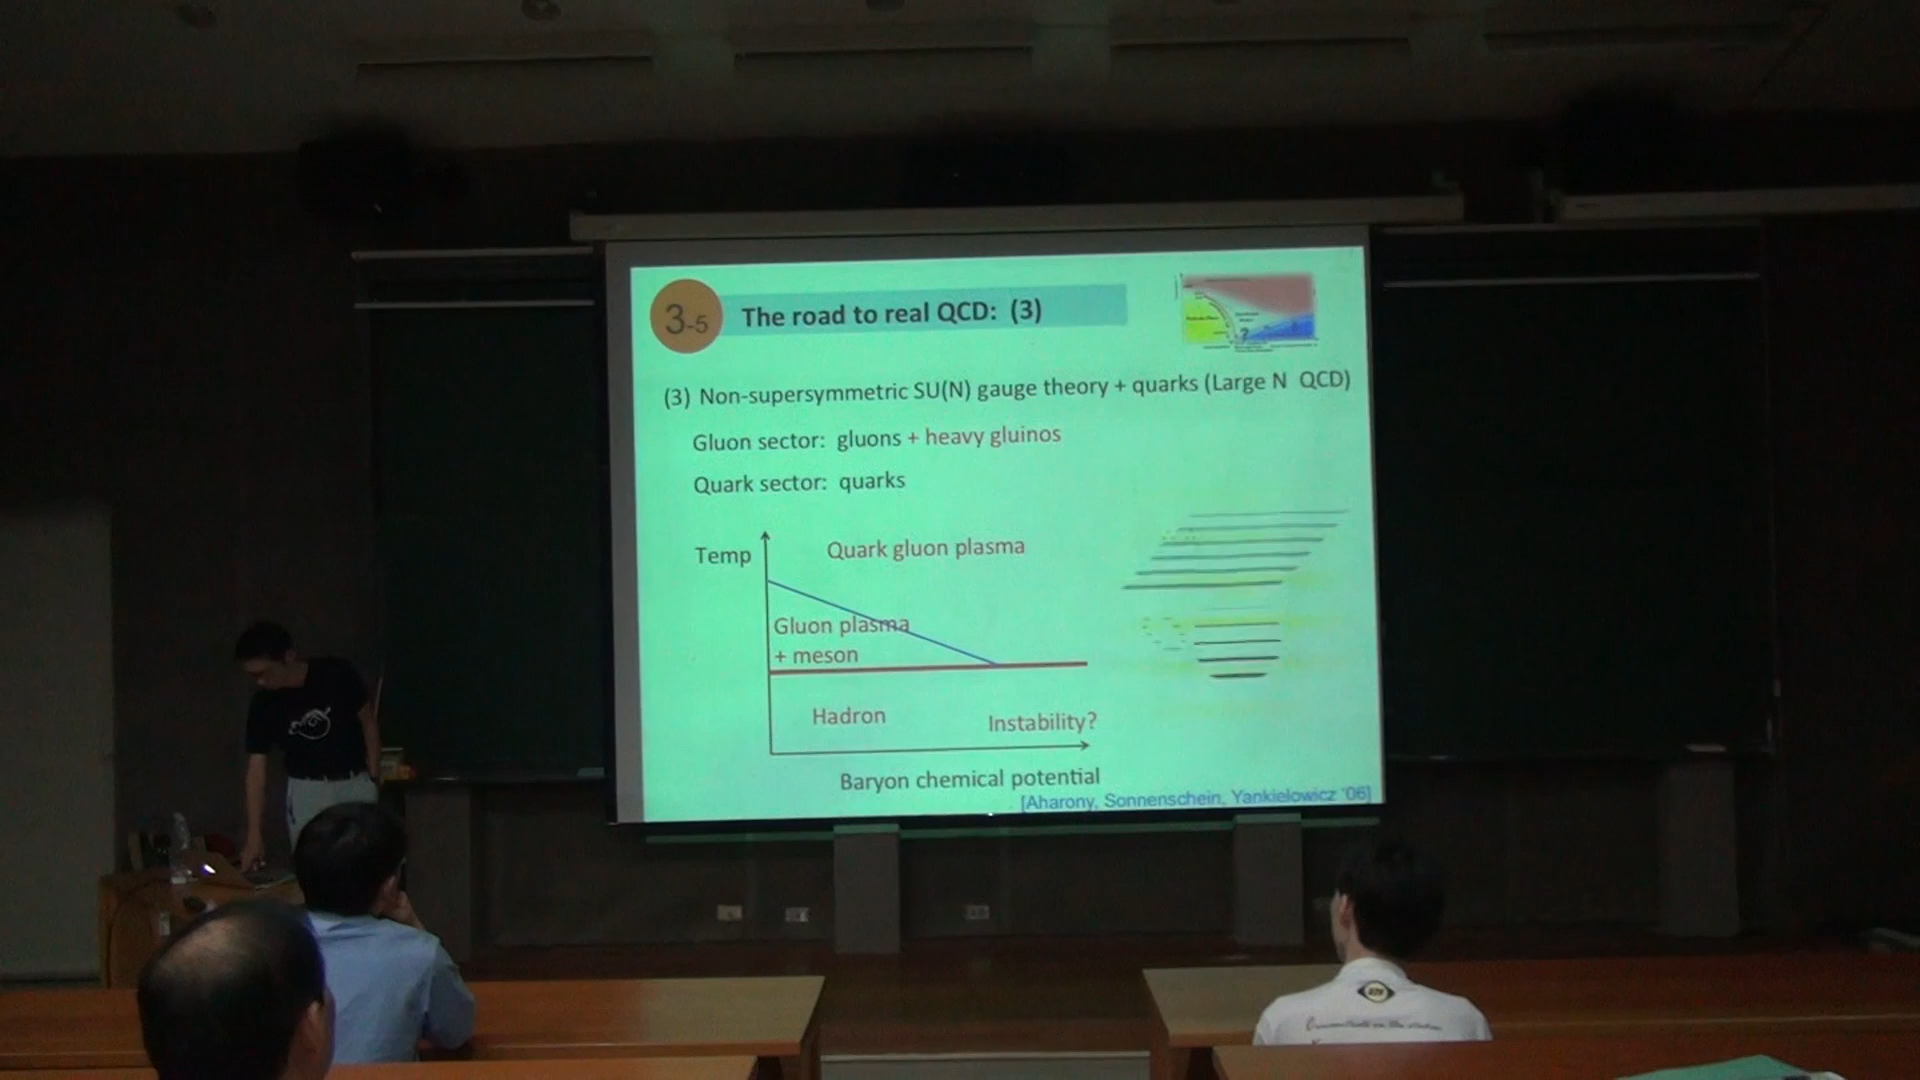 3-5
The road to real QCD: (3)
(3) Non-supersymmetric SU(N) gauge theory + quarks (Large N QCD)
Gluon sector: gluons + heavy gluinos
Quark sector: quarks
Temp
Quark gluon plasma
Gluon plasma
+ meson
Hadron
Instability?
Baryon chemical potential
[Aharony, Sonnenschein, Yankielowicz '06]